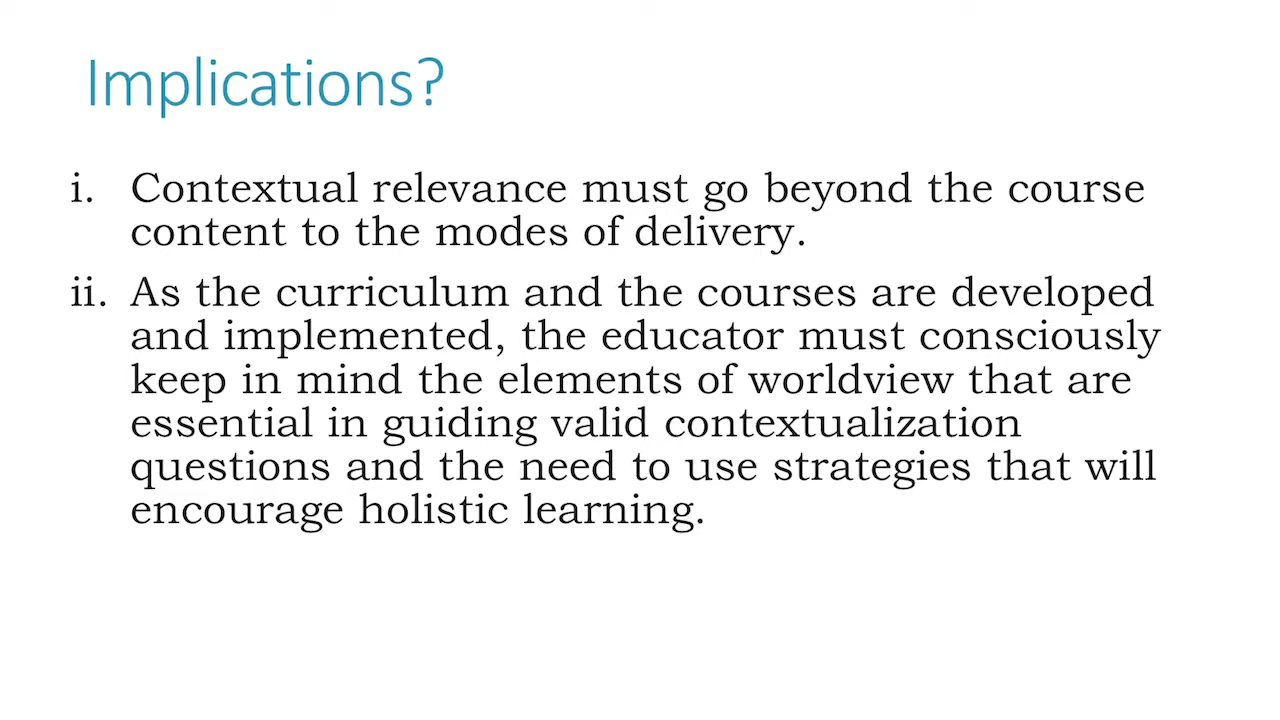 Implications?
i. Contextual relevance must go beyond the course
content to the modes of delivery.
ii. As the curriculum and the courses are developed
and implemented, the educator must consciously
keep in mind the elements of worldview that are
essential in guiding valid contextualization
questions and the need to use strategies that will
encourage holistic learning.